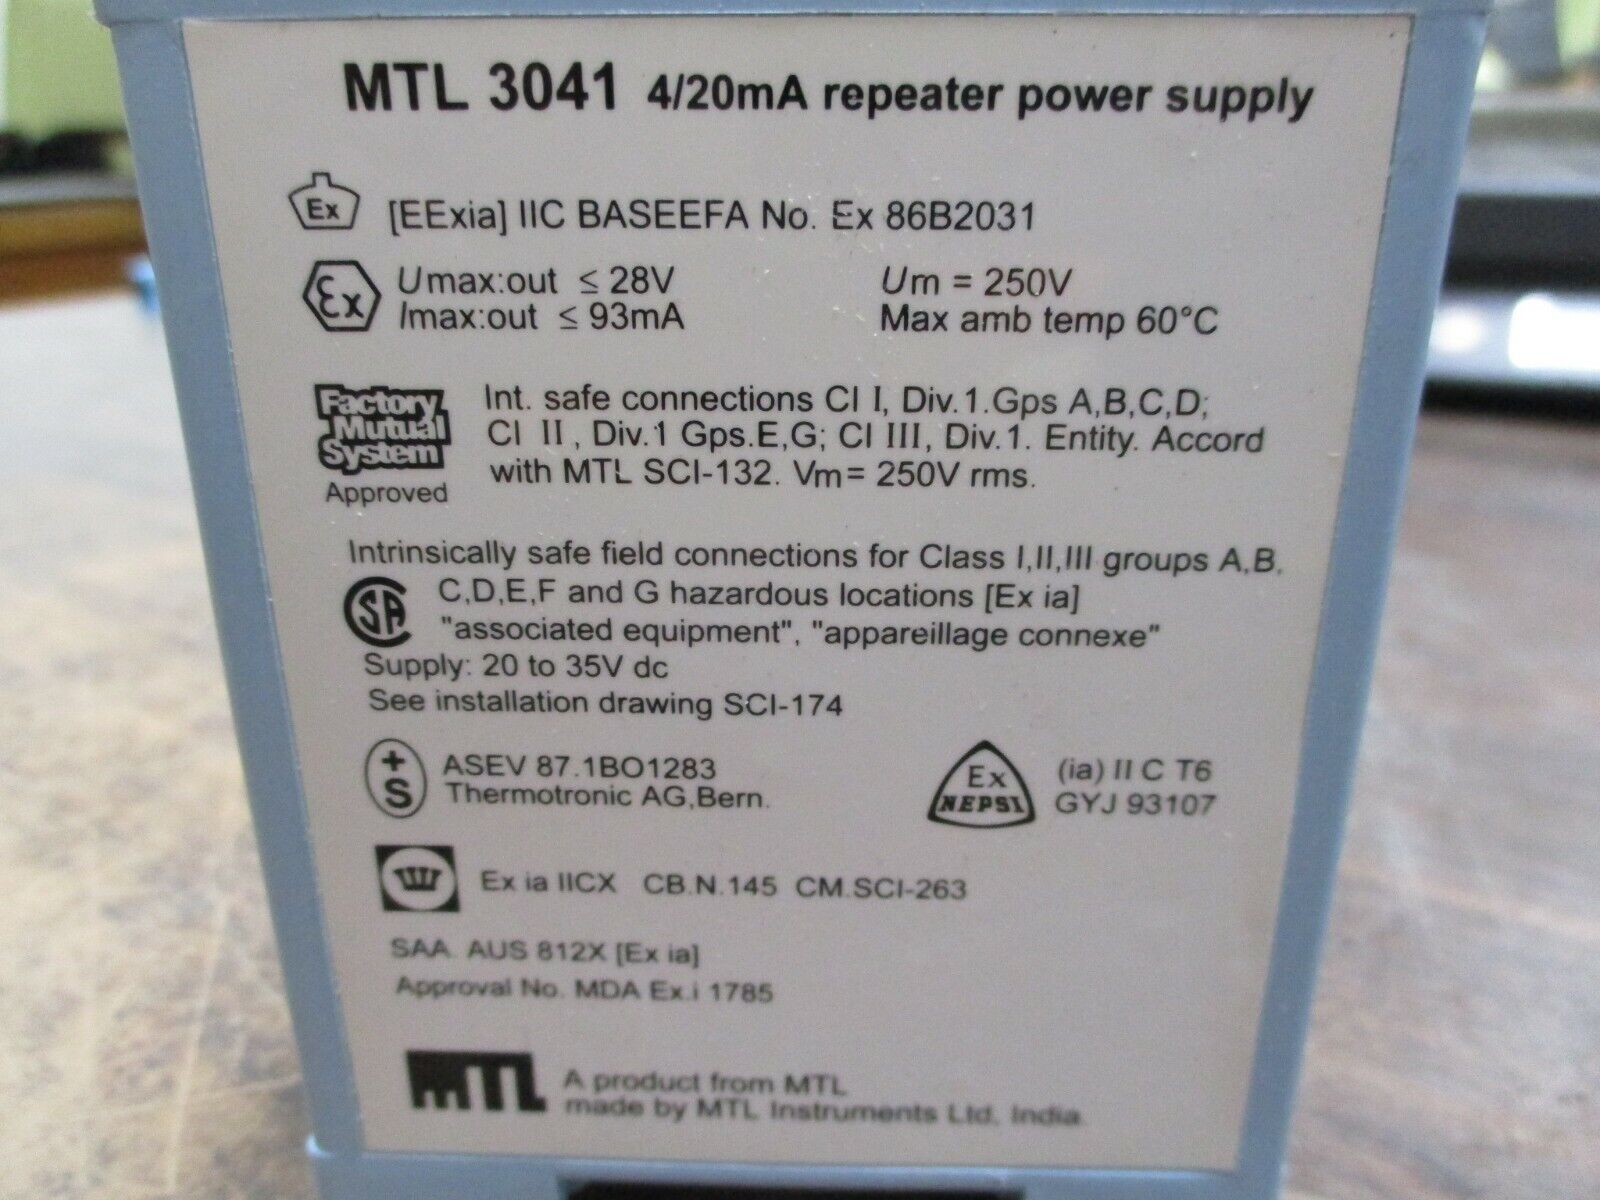 MTL 3041 4/20mA repeater power supply
Ex [EExia] IIC BASEEFA No. Ex 86B2031
Ex Umax:out ≤ 28V Um = 250V
Imax:out ≤ 93mA Max amb temp 60°C
Factory Mutual System Approved
Int. safe connections Cl I, Div.1.Gps A,B,C,D;
Cl II, Div.1 Gps.E,G; Cl III, Div.1. Entity. Accord
with MTL SCI-132. Vm= 250V rms.
Intrinsically safe field connections for Class I,II,III groups A,B,
SA C,D,E,F and G hazardous locations [Ex ia]
"associated equipment", "appareillage connexe"
Supply: 20 to 35V dc
See installation drawing SCI-174
+S ASEV 87.1BO1283
Thermotronic AG,Bern.
Ex NEPSI (ia) II C T6
GYJ 93107
Ex ia IICX CB.N.145 CM.SCI-263
SAA. AUS 812X [Ex ia]
Approval No. MDA Ex.i 1785
MTL A product from MTL
made by MTL Instruments Ltd, India